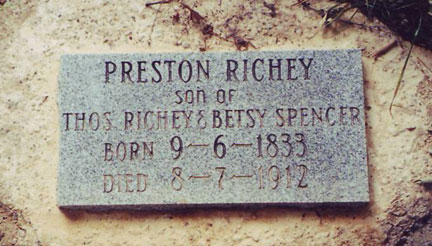 PRESTON RICHEY
son of
THOS. RICHEY & BETSY SPENCER
BORN 9-6-1833
DIED 8-7-1912